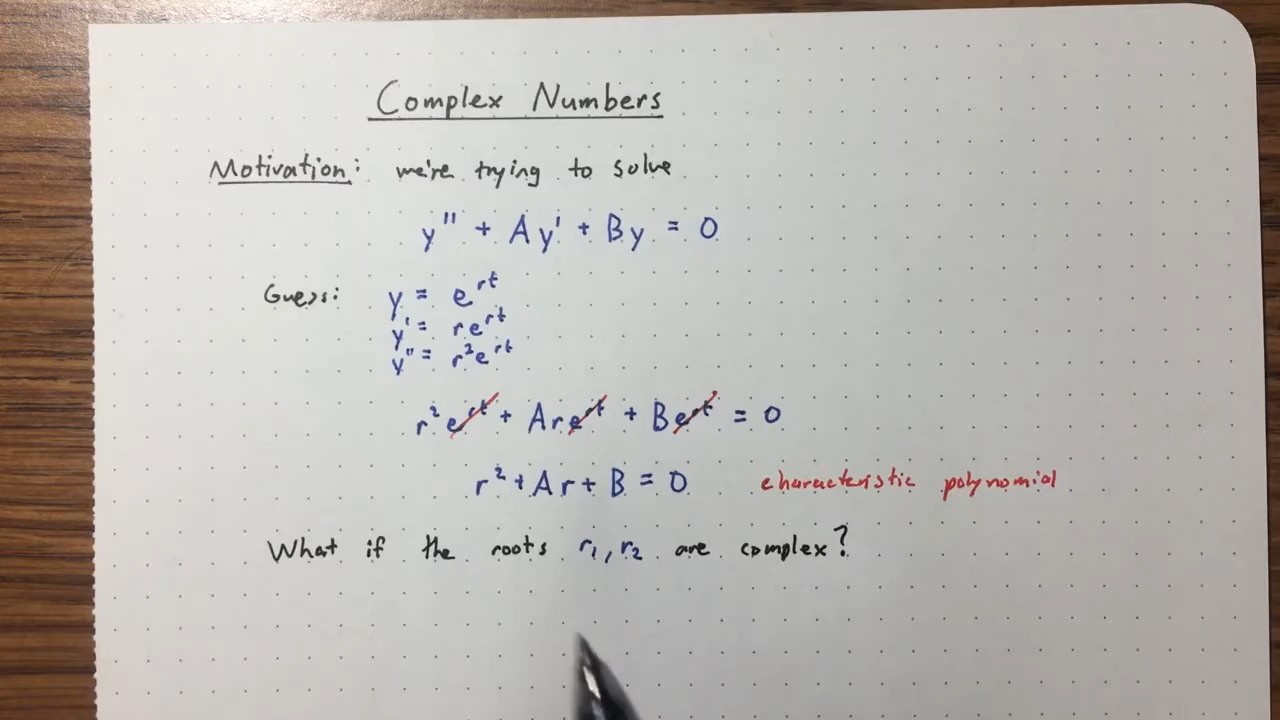 Complex Numbers
Motivation: we're trying to solve
y'' + Ay' + By = 0
Guess: y = e^{rt}
y' = re^{rt}
y'' = r²e^{rt}
r²e^{rt} + Are^{rt} + Be^{rt} = 0
r² + Ar + B = 0 characteristic polynomial
What if the roots r₁, r₂ are complex?